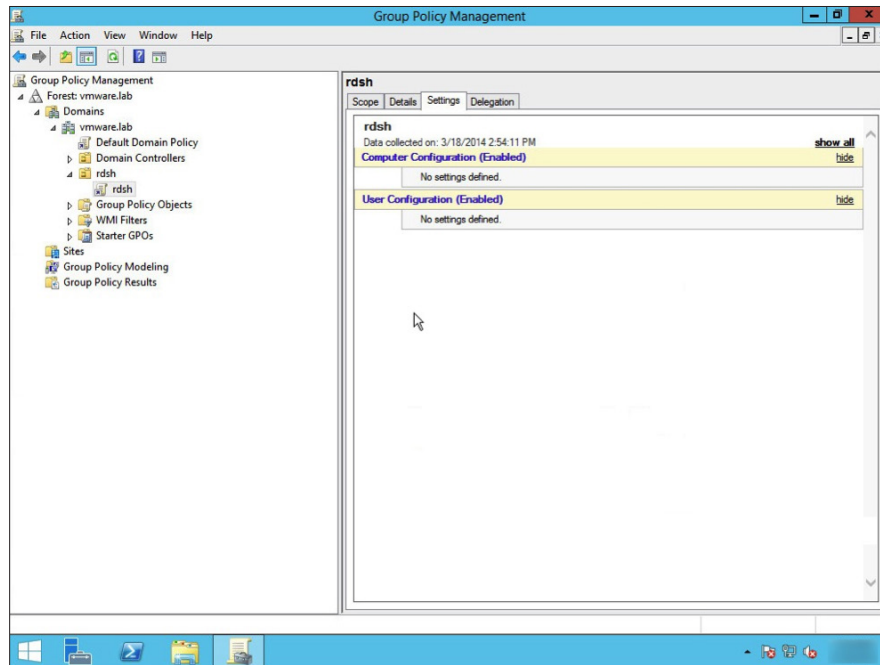 Group Policy Management
File Action View Window Help
Group Policy Management
Forest: vmware.lab
Domains
vmware.lab
Default Domain Policy
Domain Controllers
rdsh
rdsh
Group Policy Objects
WMI Filters
Starter GPOs
Sites
Group Policy Modeling
Group Policy Results
rdsh
Scope Details Settings Delegation
rdsh
Data collected on: 3/18/2014 2:54:11 PM show all
Computer Configuration (Enabled) hide
No settings defined.
User Configuration (Enabled) hide
No settings defined.